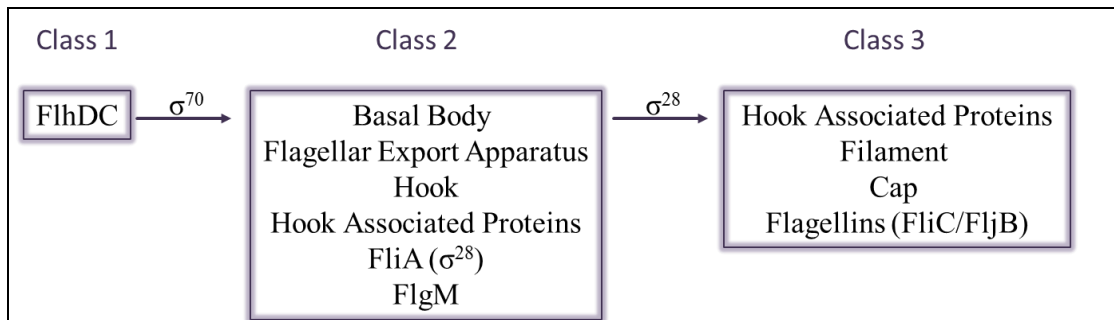 Class 1
Class 2
Class 3
FlhDC
σ⁷⁰
Basal Body
Flagellar Export Apparatus
Hook
Hook Associated Proteins
FliA (σ²⁸)
FlgM
σ²⁸
Hook Associated Proteins
Filament
Cap
Flagellins (FliC/FljB)